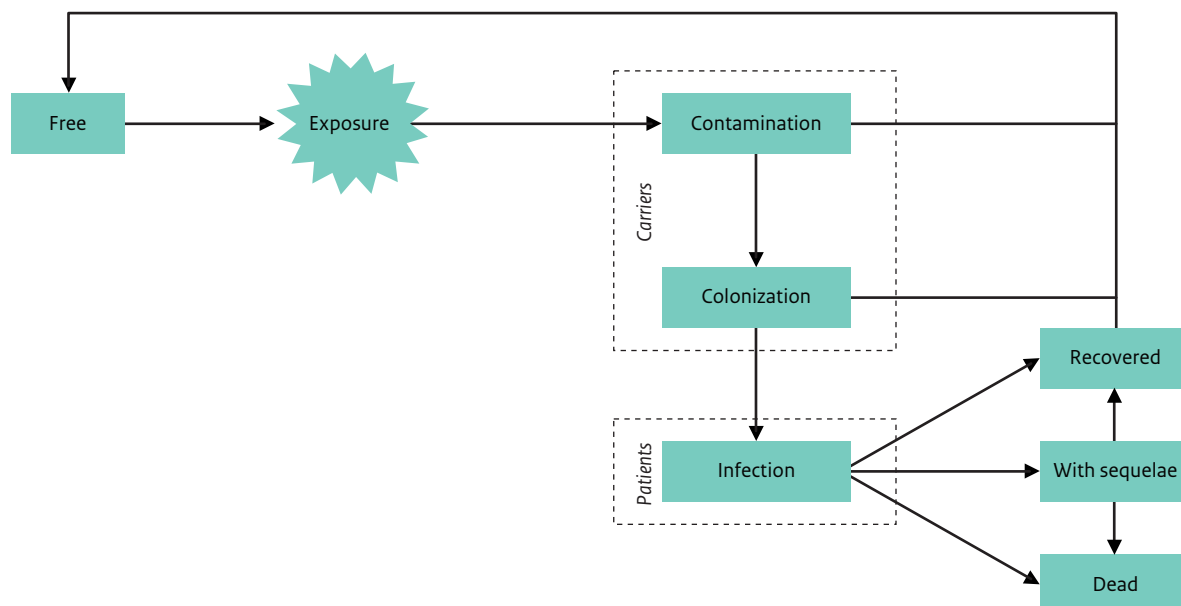 Free
Exposure
Contamination
Carriers
Colonization
Recovered
Patients
Infection
With sequelae
Dead